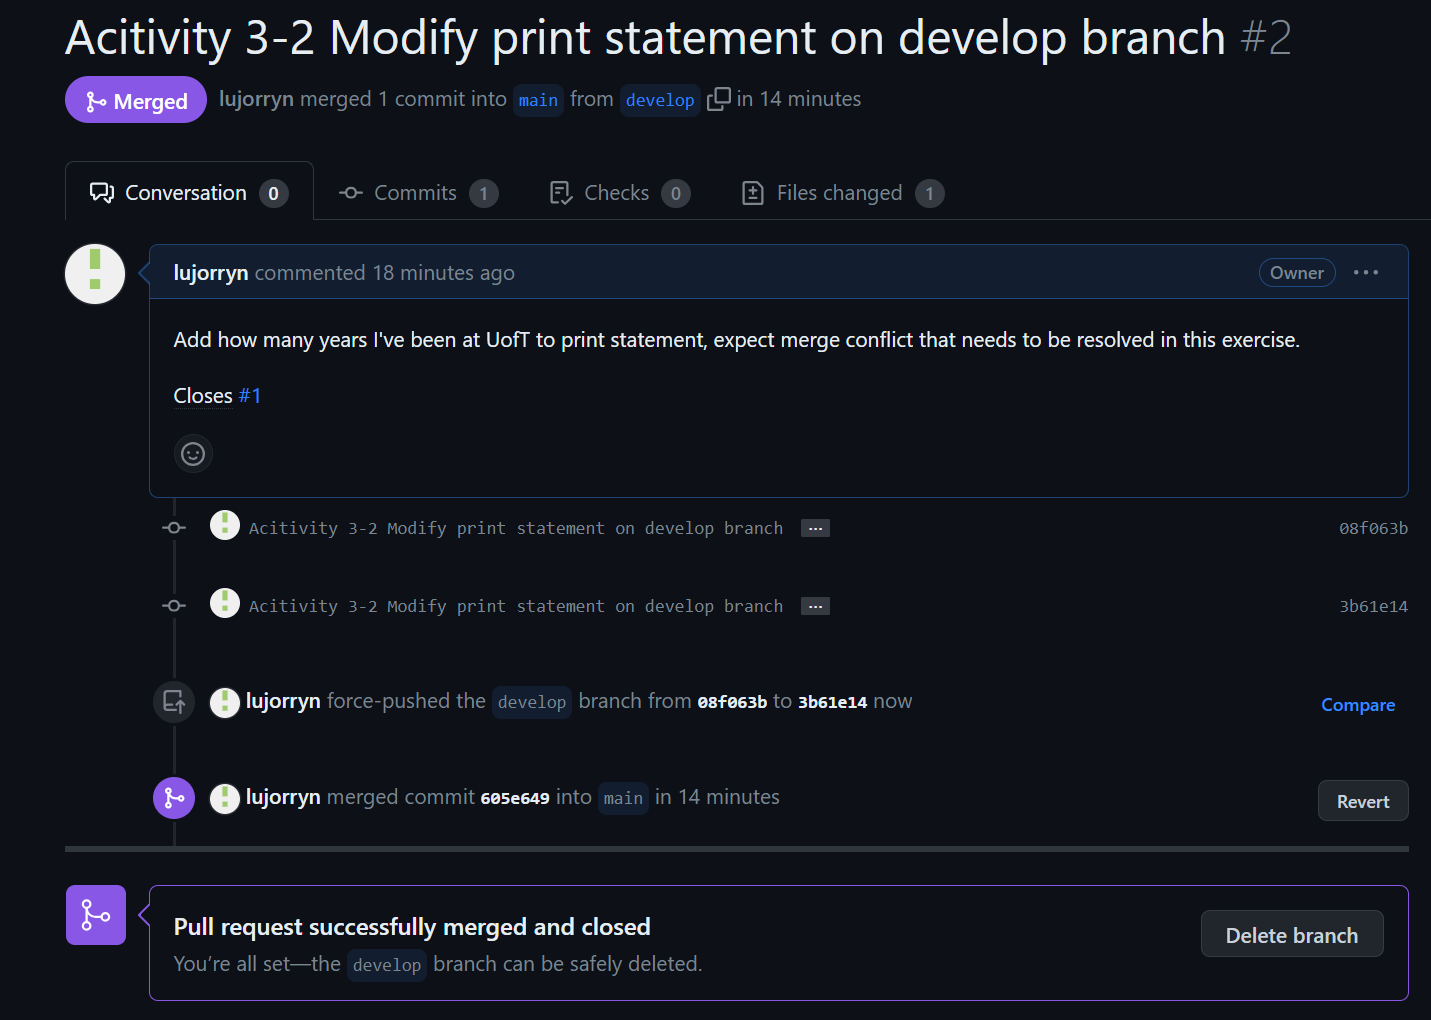 Acitivity 3-2 Modify print statement on develop branch #2
Merged lujorryn merged 1 commit into main from develop in 14 minutes
Conversation 0 Commits 1 Checks 0 Files changed 1
lujorryn commented 18 minutes ago Owner ···
Add how many years I've been at UofT to print statement, expect merge conflict that needs to be resolved in this exercise.
Closes #1
Acitivity 3-2 Modify print statement on develop branch … 08f063b
Acitivity 3-2 Modify print statement on develop branch … 3b61e14
lujorryn force-pushed the develop branch from 08f063b to 3b61e14 now Compare
lujorryn merged commit 605e649 into main in 14 minutes Revert
Pull request successfully merged and closed
You’re all set—the develop branch can be safely deleted.
Delete branch